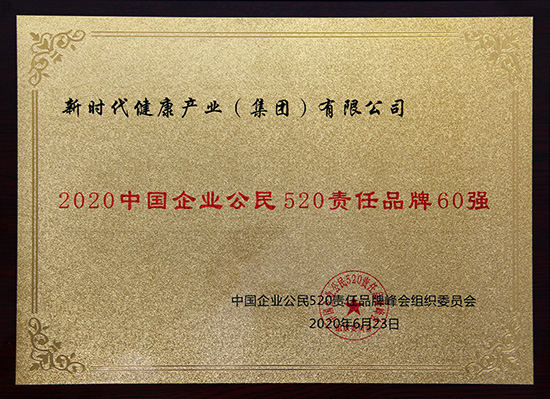 新时代健康产业（集团）有限公司
2020中国企业公民520责任品牌60强
中国企业公民520责任品牌峰会组织委员会
2020年6月23日